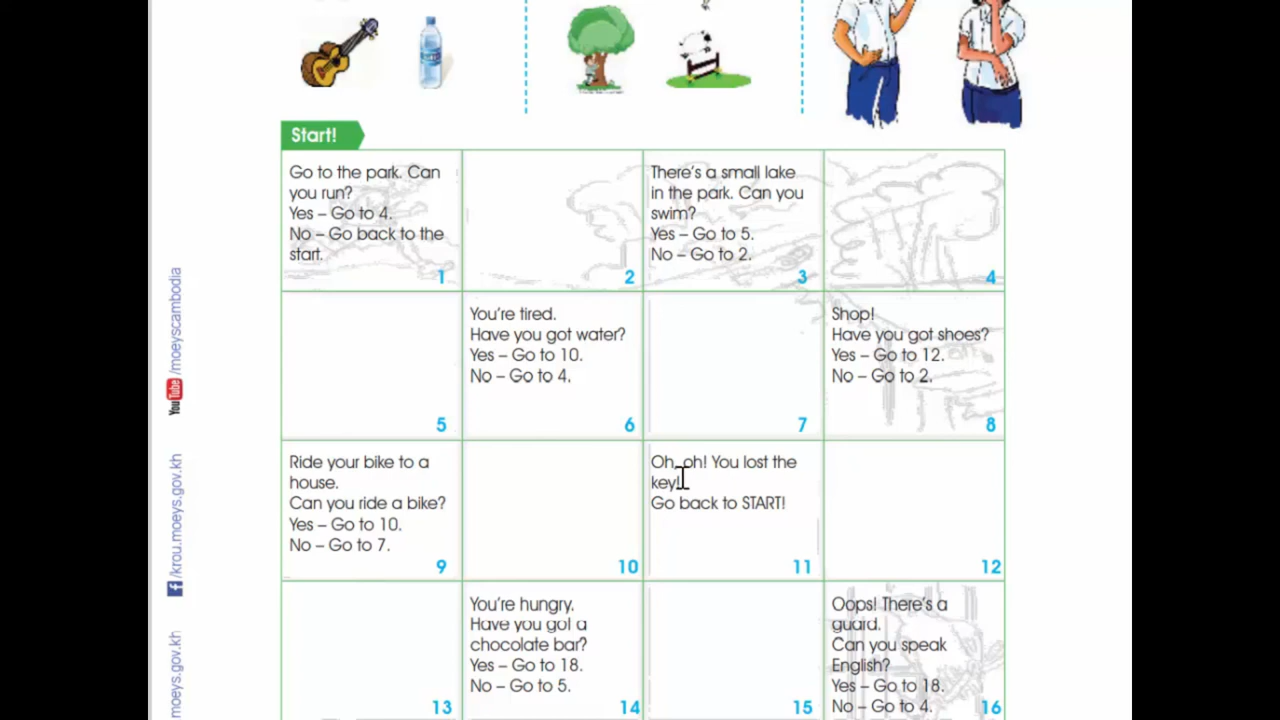 Start!
Go to the park. Can
you run?
Yes – Go to 4.
No – Go back to the
start.
1
2
There's a small lake
in the park. Can you
swim?
Yes – Go to 5.
No – Go to 2.
3
4
5
You're tired.
Have you got water?
Yes – Go to 10.
No – Go to 4.
6
7
Shop!
Have you got shoes?
Yes – Go to 12.
No – Go to 2.
8
Ride your bike to a
house.
Can you ride a bike?
Yes – Go to 10.
No – Go to 7.
9
10
Oh, oh! You lost the
key!
Go back to START!
11
12
13
You're hungry.
Have you got a
chocolate bar?
Yes – Go to 18.
No – Go to 5.
14
15
Oops! There's a
guard.
Can you speak
English?
Yes – Go to 18.
No – Go to 4.
16
YouTube /moeyscambodia
f /krou.moeys.gov.kh
moeys.gov.kh